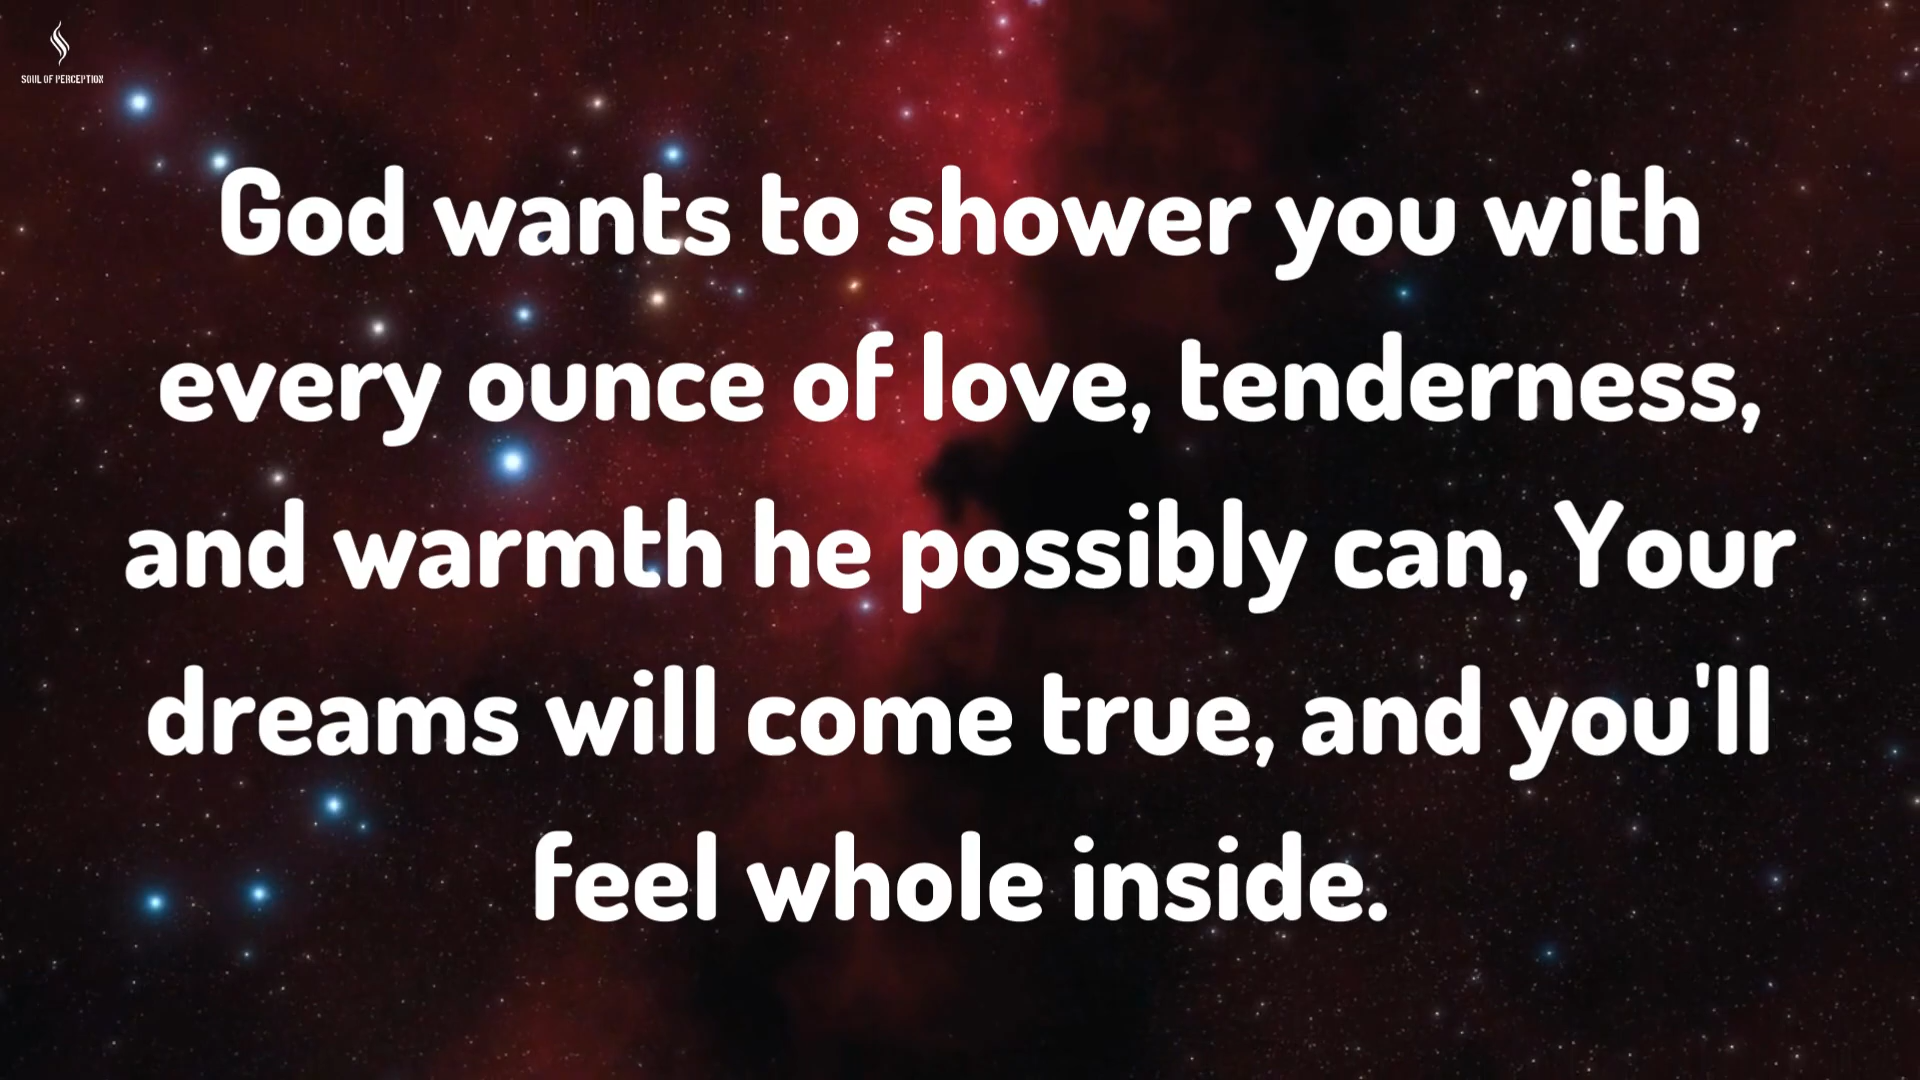 SOUL OF PERCEPTION
God wants to shower you with
every ounce of love, tenderness,
and warmth he possibly can, Your
dreams will come true, and you'll
feel whole inside.